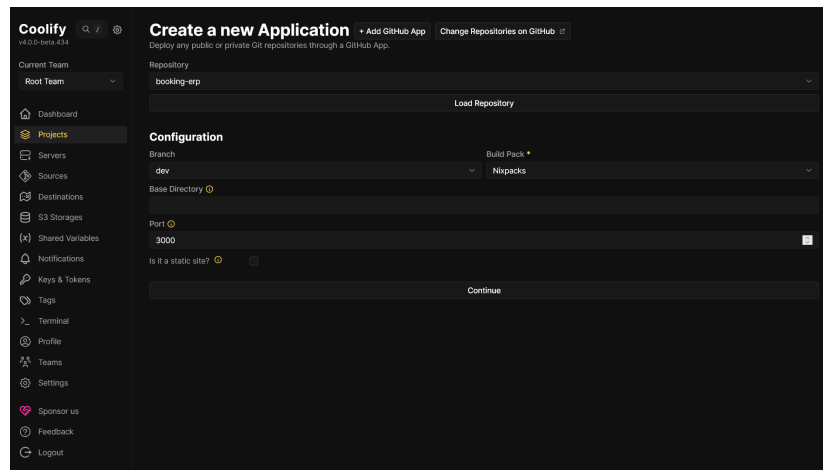 Coolify
v4.0.0-beta.434
/
Current Team
Root Team
Dashboard
Projects
Servers
Sources
Destinations
S3 Storages
Shared Variables
Notifications
Keys & Tokens
Tags
Terminal
Profile
Teams
Settings
Sponsor us
Feedback
Logout
Create a new Application + Add GitHub App Change Repositories on GitHub
Deploy any public or private Git repositories through a GitHub App.
Repository
booking-erp
Load Repository
Configuration
Branch Build Pack *
dev Nixpacks
Base Directory
Port
3000
Is it a static site?
Continue